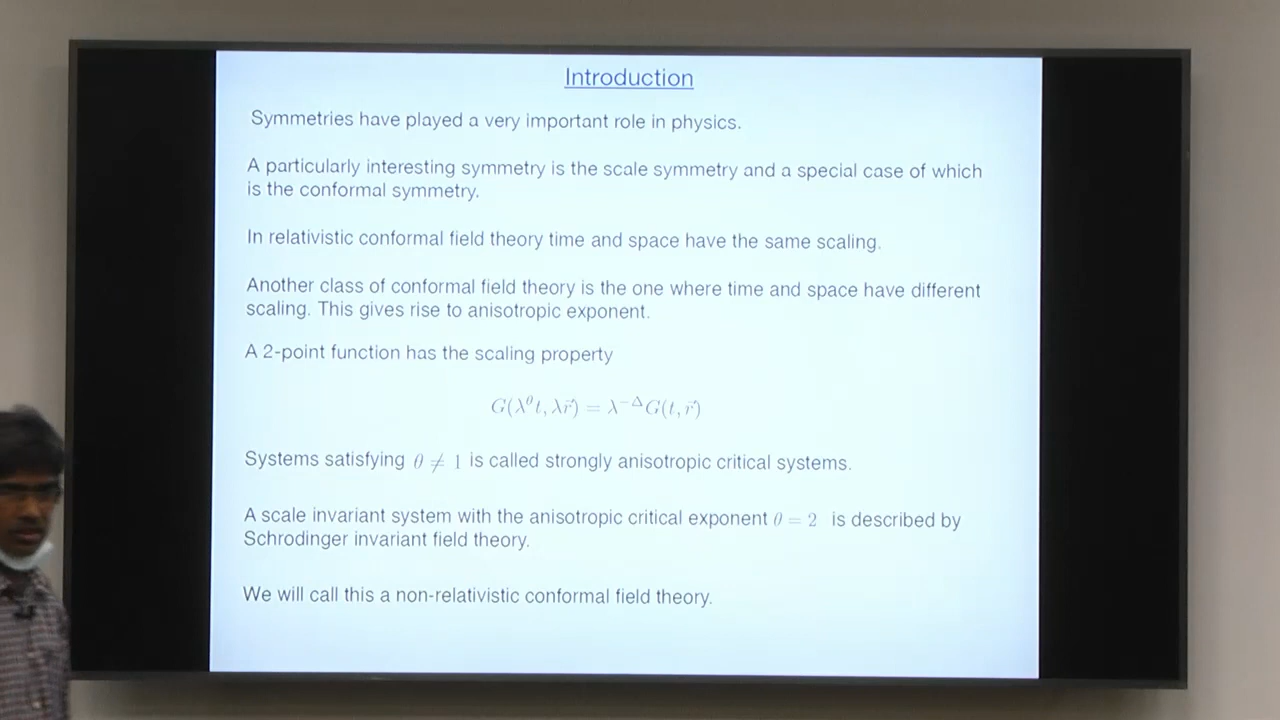 Introduction
Symmetries have played a very important role in physics.
A particularly interesting symmetry is the scale symmetry and a special case of which
is the conformal symmetry.
In relativistic conformal field theory time and space have the same scaling.
Another class of conformal field theory is the one where time and space have different
scaling. This gives rise to anisotropic exponent.
A 2-point function has the scaling property
G(λ^θ t, λr⃗) = λ^{−Δ} G(t, r⃗)
Systems satisfying θ ≠ 1 is called strongly anisotropic critical systems.
A scale invariant system with the anisotropic critical exponent θ = 2 is described by
Schrodinger invariant field theory.
We will call this a non-relativistic conformal field theory.